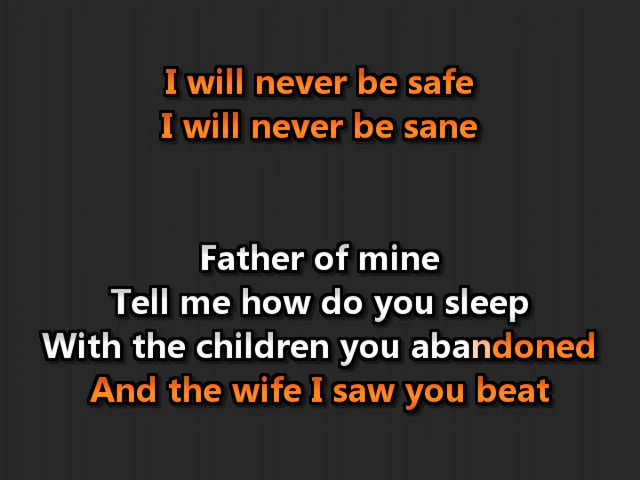 I will never be safe
I will never be sane
Father of mine
Tell me how do you sleep
With the children you abandoned
And the wife I saw you beat